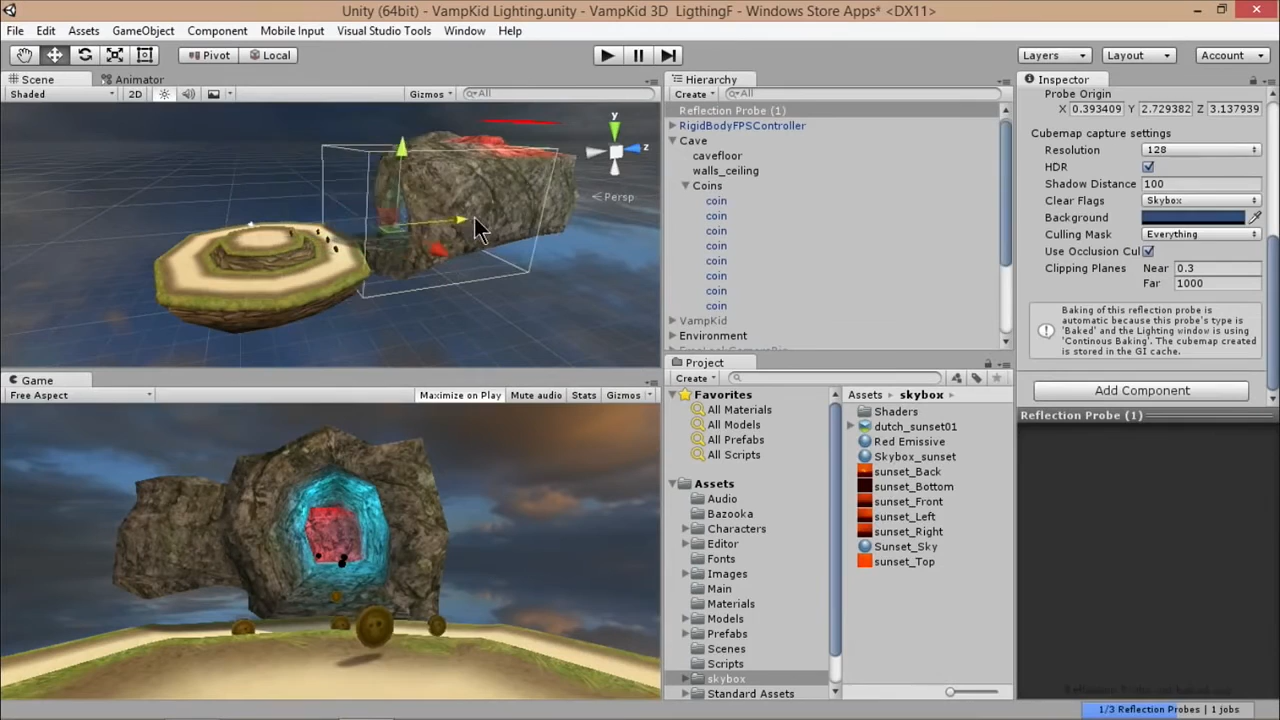 Unity (64bit) - VampKid Lighting.unity - VampKid 3D LigthingF - Windows Store Apps* <DX11>
File Edit Assets GameObject Component Mobile Input Visual Studio Tools Window Help
Pivot Local Layers Layout Account
Scene Animator
Shaded 2D Gizmos All
y
z
Persp
Game
Free Aspect Maximize on Play Mute audio Stats Gizmos
Hierarchy
Create All
Reflection Probe (1)
RigidBodyFPSController
Cave
cavefloor
walls_ceiling
Coins
coin
coin
coin
coin
coin
coin
coin
coin
VampKid
Environment
Project
Create
Favorites
All Materials
All Models
All Prefabs
All Scripts
Assets
Audio
Bazooka
Characters
Editor
Fonts
Images
Main
Materials
Models
Prefabs
Scenes
Scripts
skybox
Standard Assets
Assets skybox
Shaders
dutch_sunset01
Red Emissive
Skybox_sunset
sunset_Back
sunset_Bottom
sunset_Front
sunset_Left
sunset_Right
Sunset_Sky
sunset_Top
Inspector
Probe Origin
X 0.393409 Y 2.729382 Z 3.137939
Cubemap capture settings
Resolution 128
HDR
Shadow Distance 100
Clear Flags Skybox
Background
Culling Mask Everything
Use Occlusion Cul
Clipping Planes Near 0.3
Far 1000
Baking of this reflection probe is
automatic because this probe's type is
'Baked' and the Lighting window is using
'Continous Baking'. The cubemap created
is stored in the GI cache.
Add Component
Reflection Probe (1)
1/3 Reflection Probes | 1 jobs